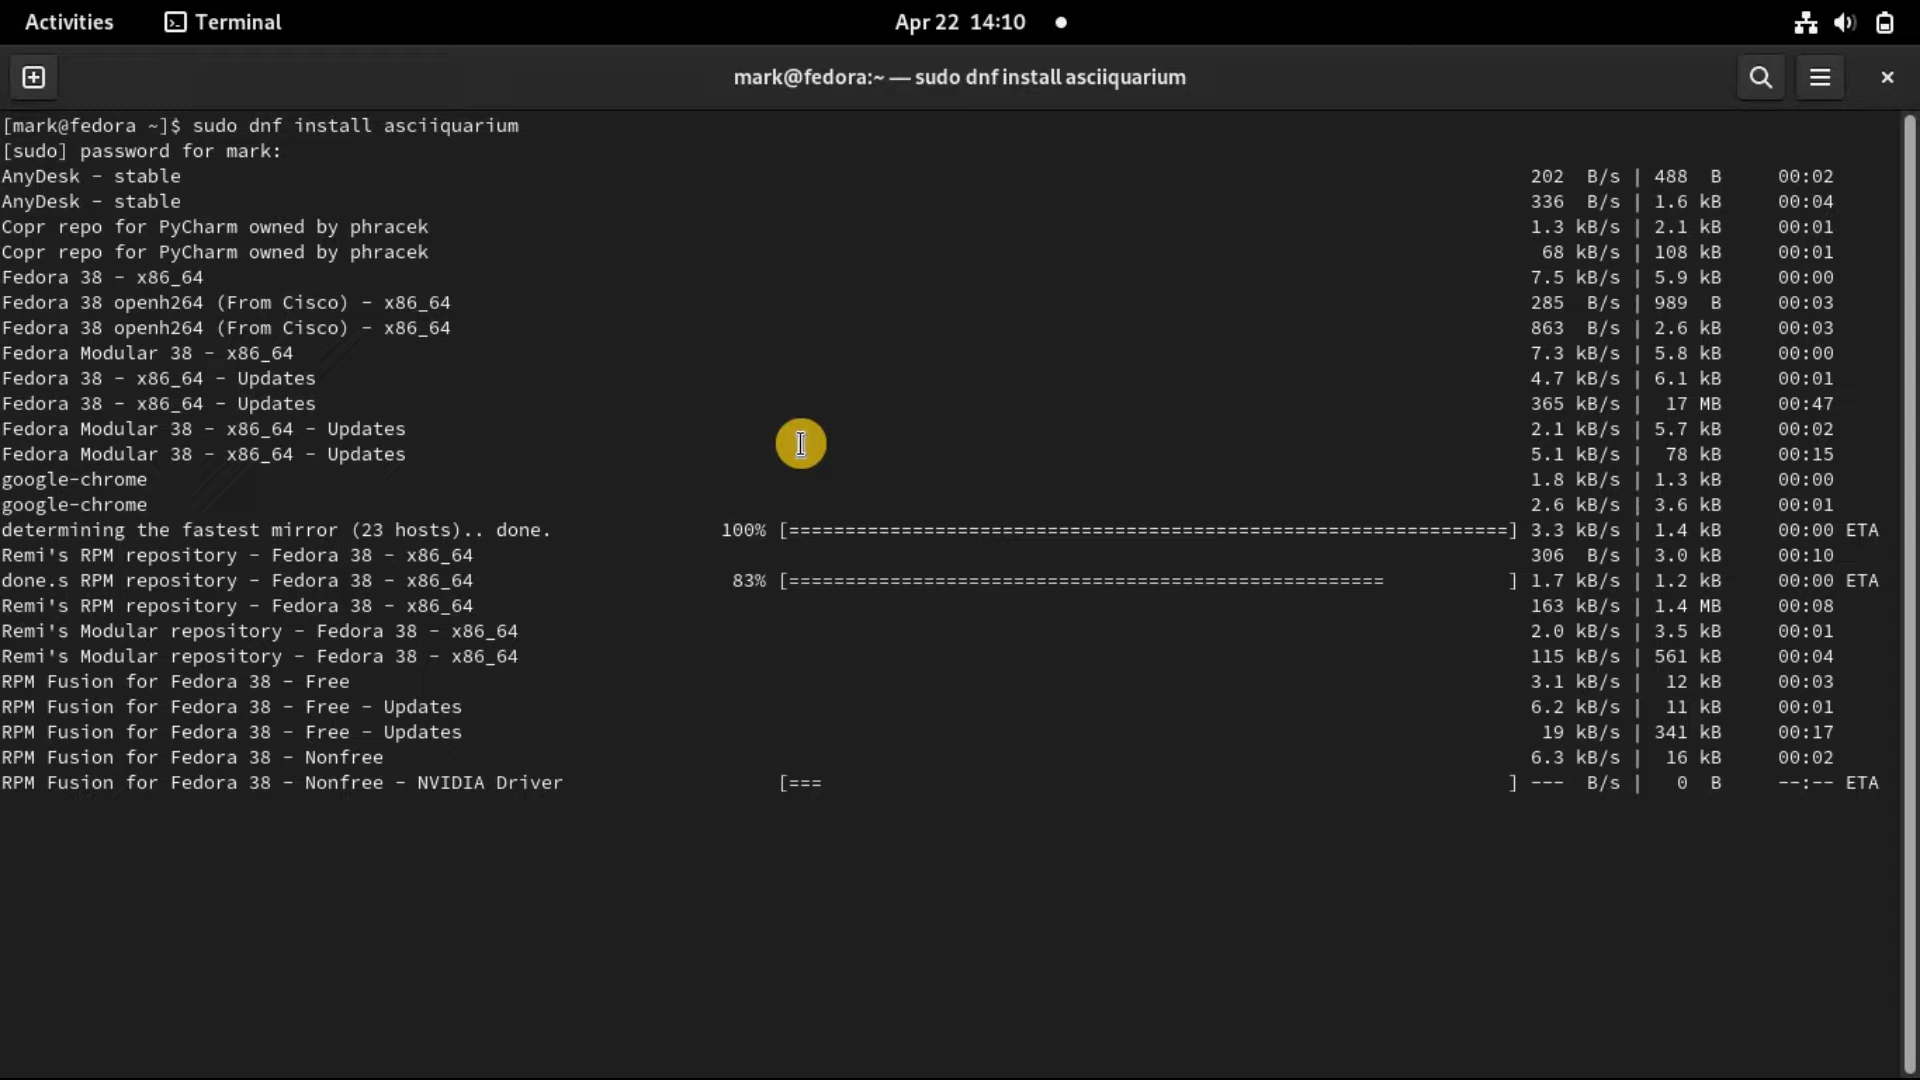 Activities Terminal Apr 22 14:10
mark@fedora:~ — sudo dnf install asciiquarium
[mark@fedora ~]$ sudo dnf install asciiquarium
[sudo] password for mark:
AnyDesk - stable 202 B/s | 488 B 00:02
AnyDesk - stable 336 B/s | 1.6 kB 00:04
Copr repo for PyCharm owned by phracek 1.3 kB/s | 2.1 kB 00:01
Copr repo for PyCharm owned by phracek 68 kB/s | 108 kB 00:01
Fedora 38 - x86_64 7.5 kB/s | 5.9 kB 00:00
Fedora 38 openh264 (From Cisco) - x86_64 285 B/s | 989 B 00:03
Fedora 38 openh264 (From Cisco) - x86_64 863 B/s | 2.6 kB 00:03
Fedora Modular 38 - x86_64 7.3 kB/s | 5.8 kB 00:00
Fedora 38 - x86_64 - Updates 4.7 kB/s | 6.1 kB 00:01
Fedora 38 - x86_64 - Updates 365 kB/s | 17 MB 00:47
Fedora Modular 38 - x86_64 - Updates 2.1 kB/s | 5.7 kB 00:02
Fedora Modular 38 - x86_64 - Updates 5.1 kB/s | 78 kB 00:15
google-chrome 1.8 kB/s | 1.3 kB 00:00
google-chrome 2.6 kB/s | 3.6 kB 00:01
determining the fastest mirror (23 hosts).. done. 100% [================================================================] 3.3 kB/s | 1.4 kB 00:00 ETA
Remi's RPM repository - Fedora 38 - x86_64 306 B/s | 3.0 kB 00:10
done.s RPM repository - Fedora 38 - x86_64 83% [===================================================== ] 1.7 kB/s | 1.2 kB 00:00 ETA
Remi's RPM repository - Fedora 38 - x86_64 163 kB/s | 1.4 MB 00:08
Remi's Modular repository - Fedora 38 - x86_64 2.0 kB/s | 3.5 kB 00:01
Remi's Modular repository - Fedora 38 - x86_64 115 kB/s | 561 kB 00:04
RPM Fusion for Fedora 38 - Free 3.1 kB/s | 12 kB 00:03
RPM Fusion for Fedora 38 - Free - Updates 6.2 kB/s | 11 kB 00:01
RPM Fusion for Fedora 38 - Free - Updates 19 kB/s | 341 kB 00:17
RPM Fusion for Fedora 38 - Nonfree 6.3 kB/s | 16 kB 00:02
RPM Fusion for Fedora 38 - Nonfree - NVIDIA Driver [=== ] --- B/s | 0 B --:-- ETA